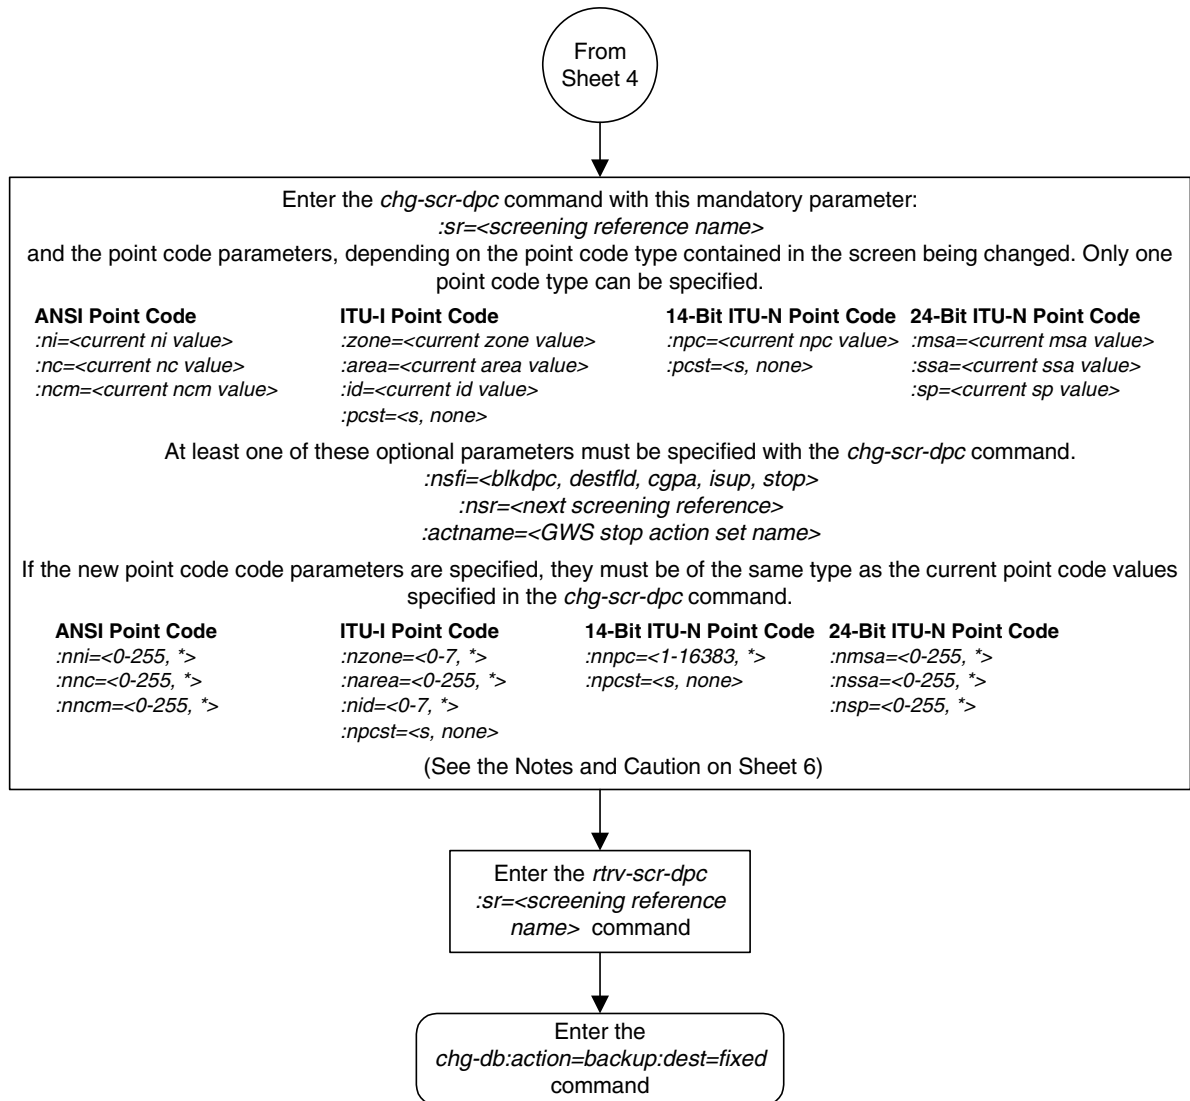 From
Sheet 4
Enter the chg-scr-dpc command with this mandatory parameter:
:sr=<screening reference name>
and the point code parameters, depending on the point code type contained in the screen being changed. Only one
point code type can be specified.
ANSI Point Code
:ni=<current ni value>
:nc=<current nc value>
:ncm=<current ncm value>
ITU-I Point Code
:zone=<current zone value>
:area=<current area value>
:id=<current id value>
:pcst=<s, none>
14-Bit ITU-N Point Code
:npc=<current npc value>
:pcst=<s, none>
24-Bit ITU-N Point Code
:msa=<current msa value>
:ssa=<current ssa value>
:sp=<current sp value>
At least one of these optional parameters must be specified with the chg-scr-dpc command.
:nsfi=<blkdpc, destfld, cgpa, isup, stop>
:nsr=<next screening reference>
:actname=<GWS stop action set name>
If the new point code code parameters are specified, they must be of the same type as the current point code values
specified in the chg-scr-dpc command.
ANSI Point Code
:nni=<0-255, *>
:nnc=<0-255, *>
:nncm=<0-255, *>
ITU-I Point Code
:nzone=<0-7, *>
:narea=<0-255, *>
:nid=<0-7, *>
:npcst=<s, none>
14-Bit ITU-N Point Code
:nnpc=<1-16383, *>
:npcst=<s, none>
24-Bit ITU-N Point Code
:nmsa=<0-255, *>
:nssa=<0-255, *>
:nsp=<0-255, *>
(See the Notes and Caution on Sheet 6)
Enter the rtrv-scr-dpc
:sr=<screening reference
name> command
Enter the
chg-db:action=backup:dest=fixed
command